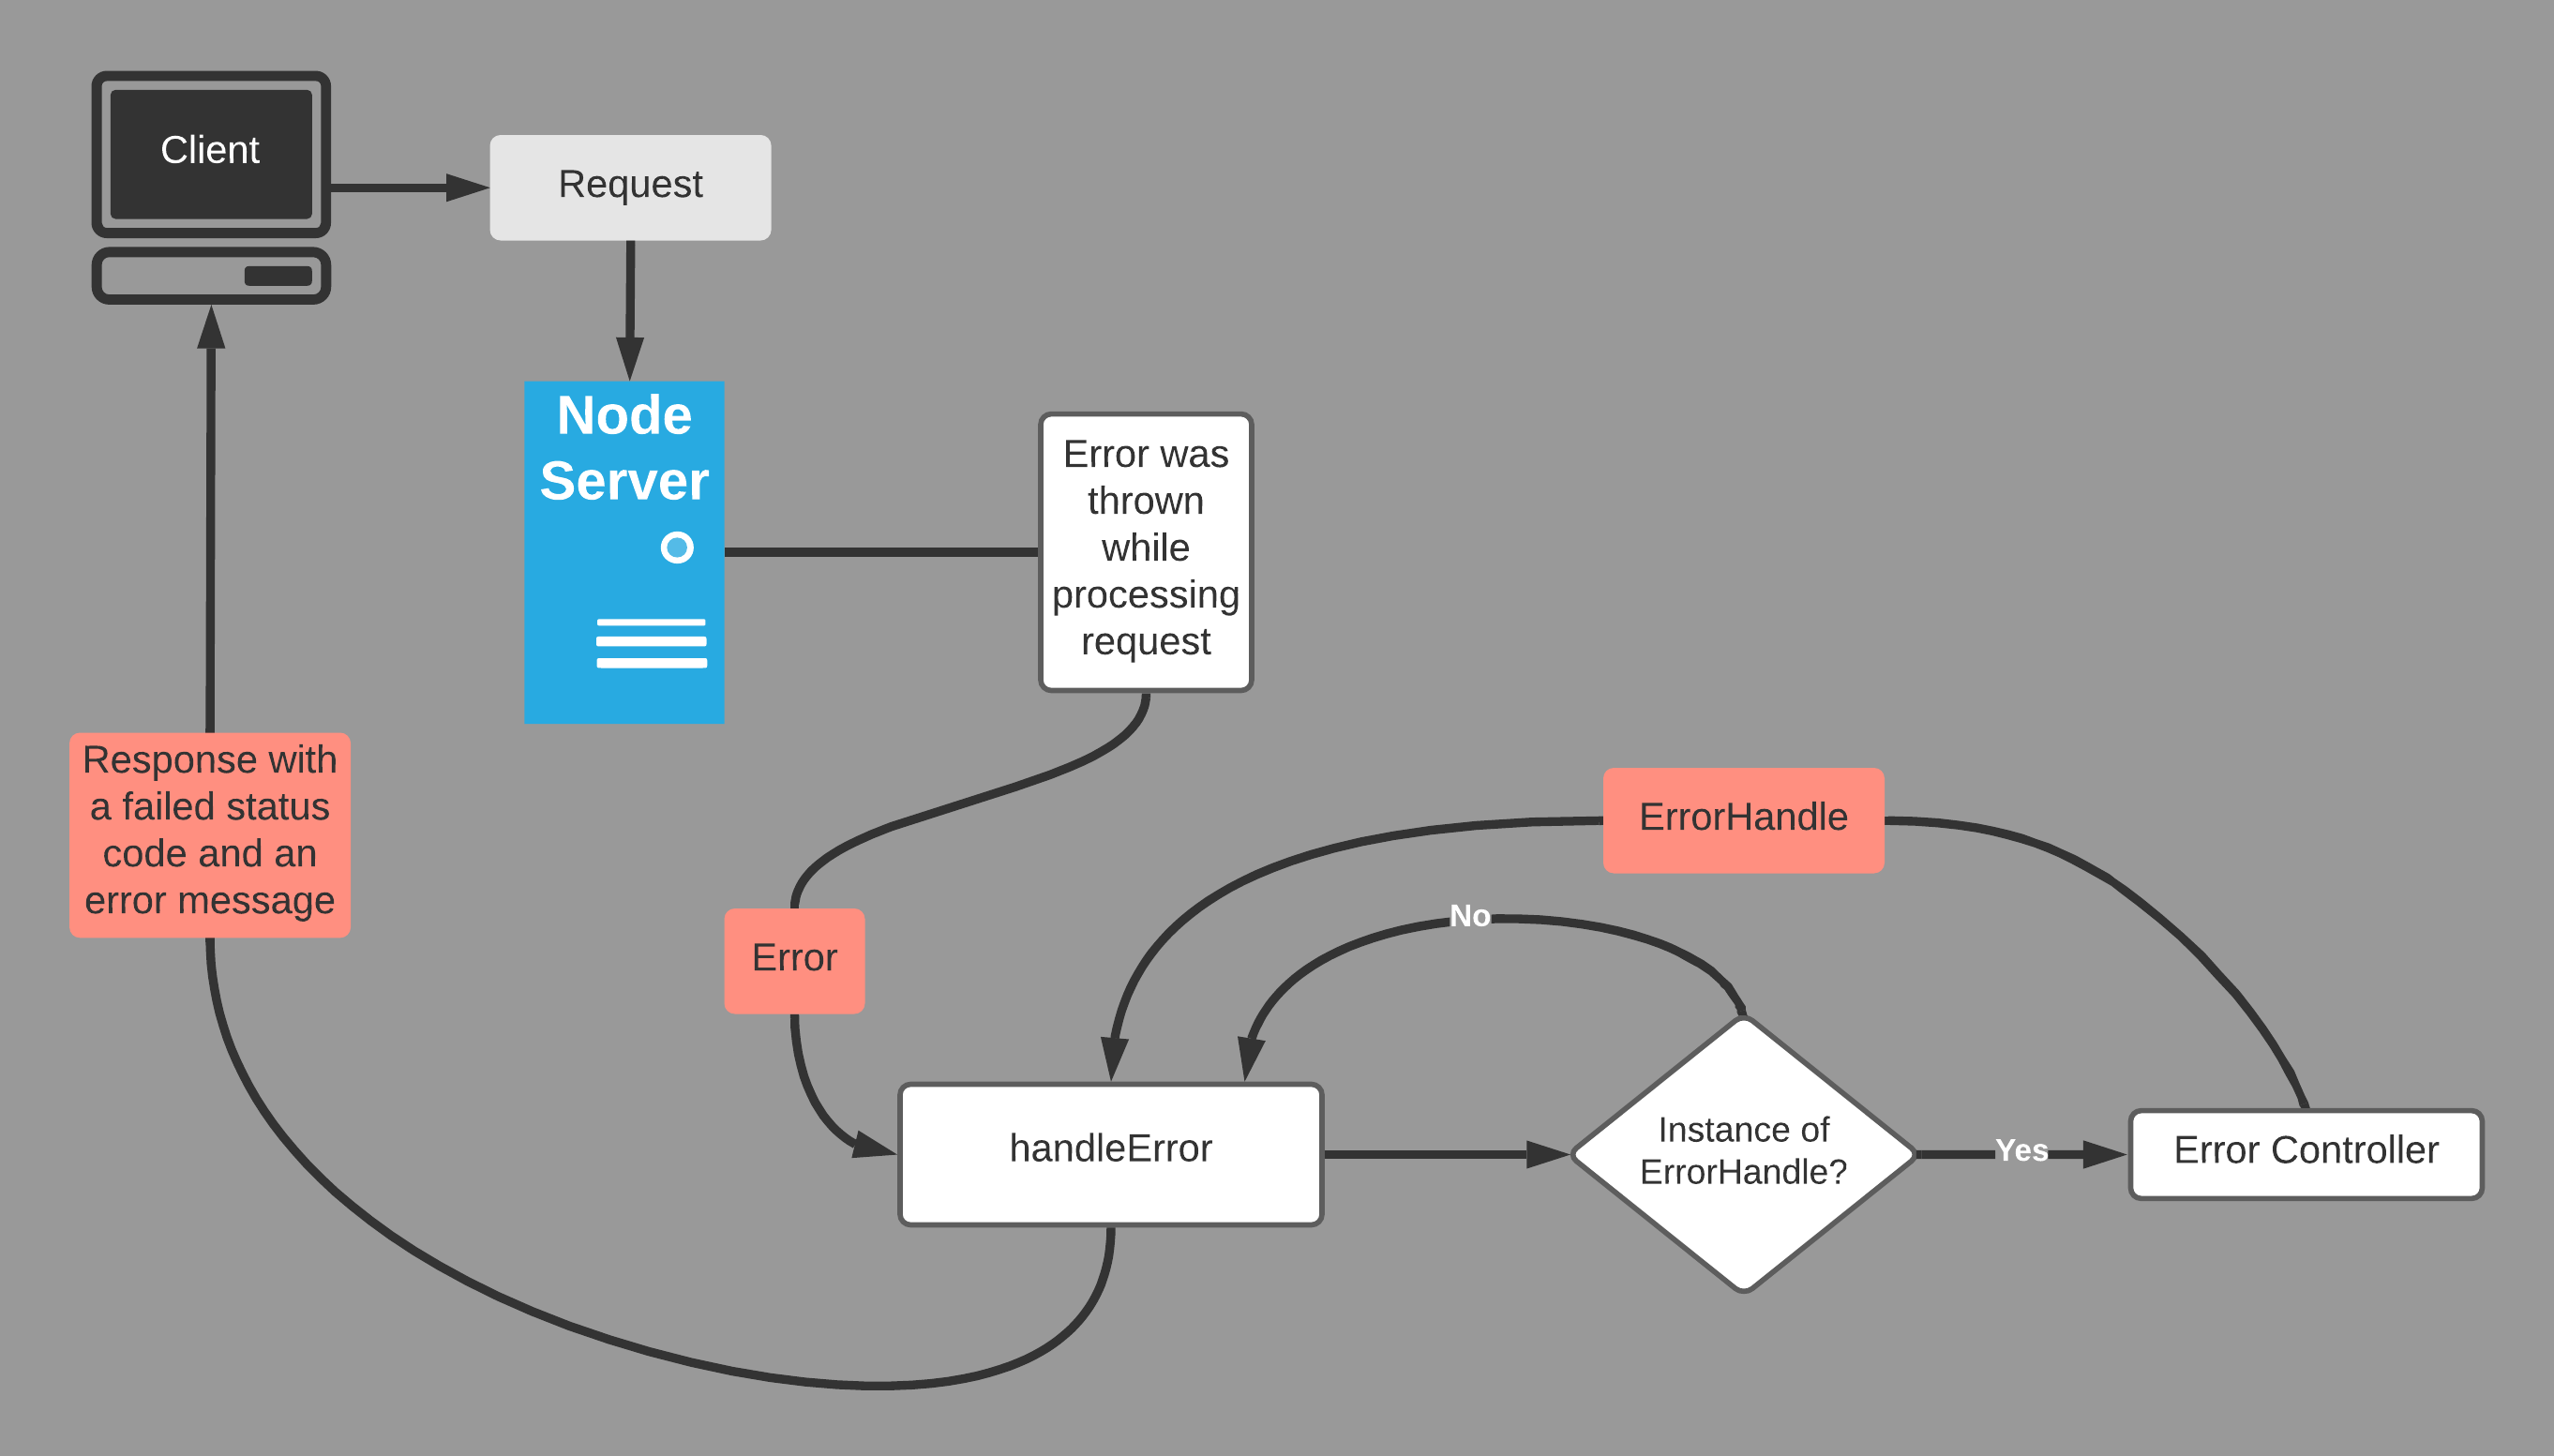 Client
Request
Node
Server
Error was
thrown
while
processing
request
Response with
a failed status
code and an
error message
ErrorHandle
No
Error
handleError
Instance of
ErrorHandle?
Yes
Error Controller